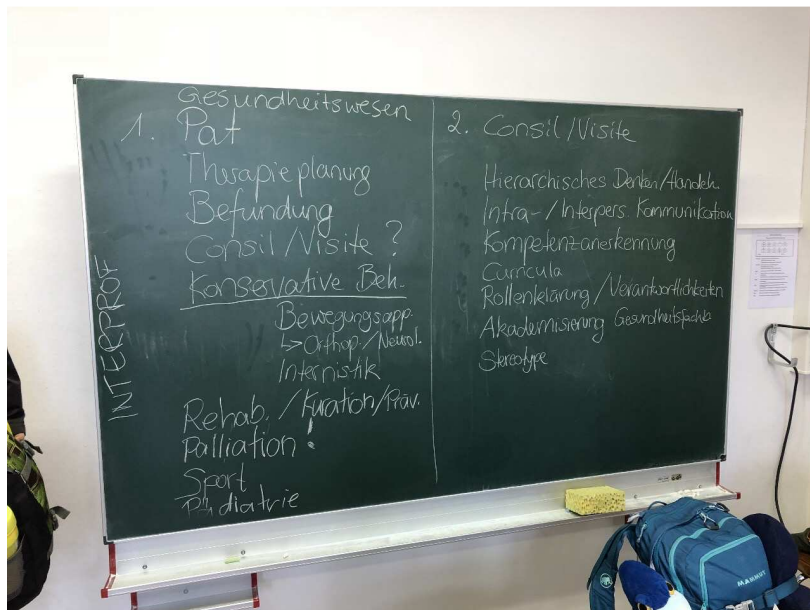 INTERPROF
Gesundheitswesen
1. Pat
Therapieplanung
Befundung
Consil/Visite ?
Konservative Beh.
Bewegungsapp.
↳ Orthop./Neurol.
Internistik
Rehab. / Kuration/Präv.
Palliation !
Sport
Pädiatrie
2. Consil/Visite
Hierarchisches Denken/Handeln.
Intra-/Interpers Kommunikation
Kompetenzanerkennung
Curricula
Rollenklärung/Verantwortlichkeiten
Akademisierung Gesundheitsfachb.
Stereotype
MAMMUT